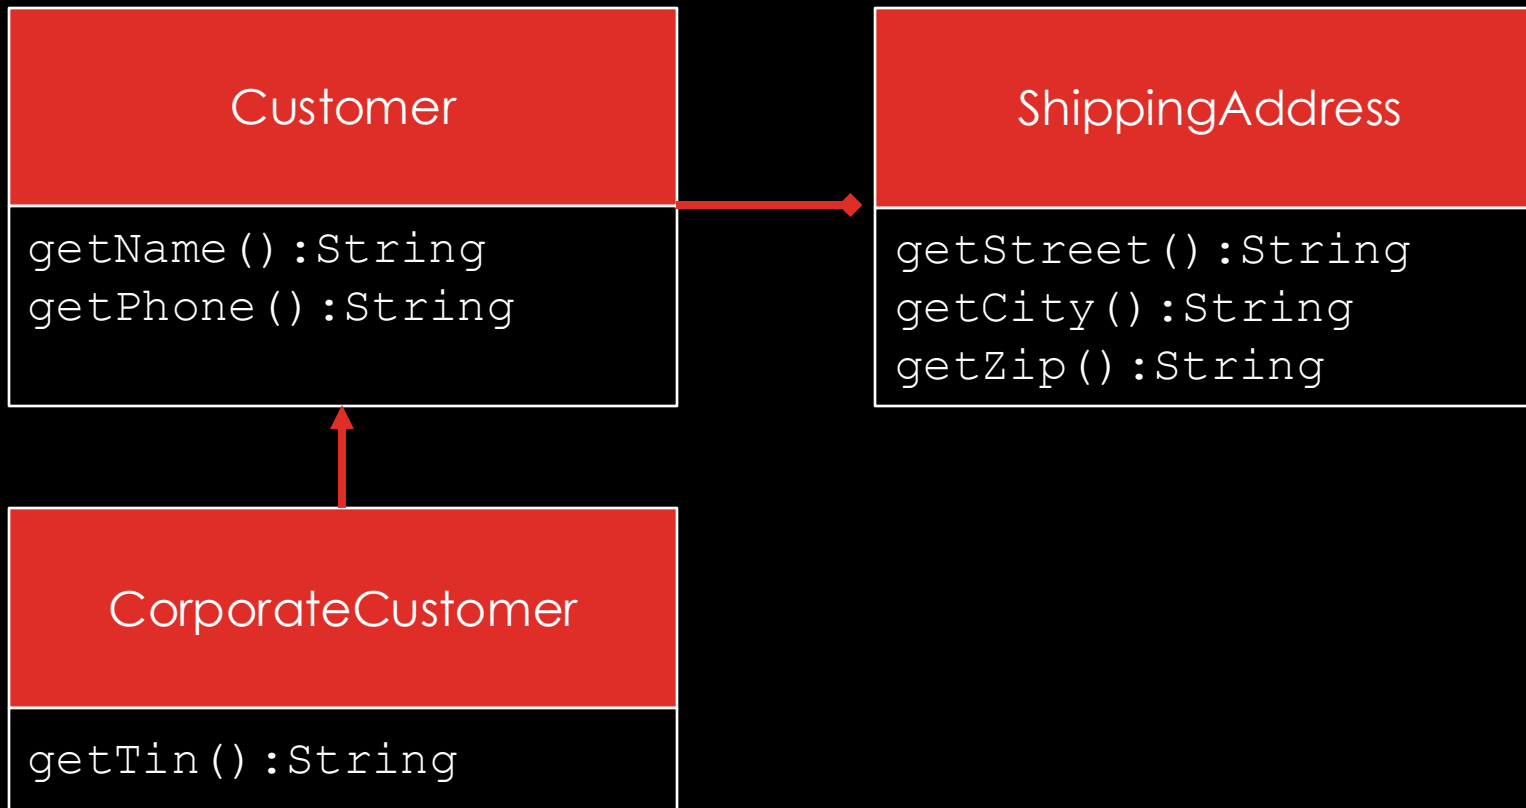 Customer
getName():String
getPhone():String
ShippingAddress
getStreet():String
getCity():String
getZip():String
CorporateCustomer
getTin():String